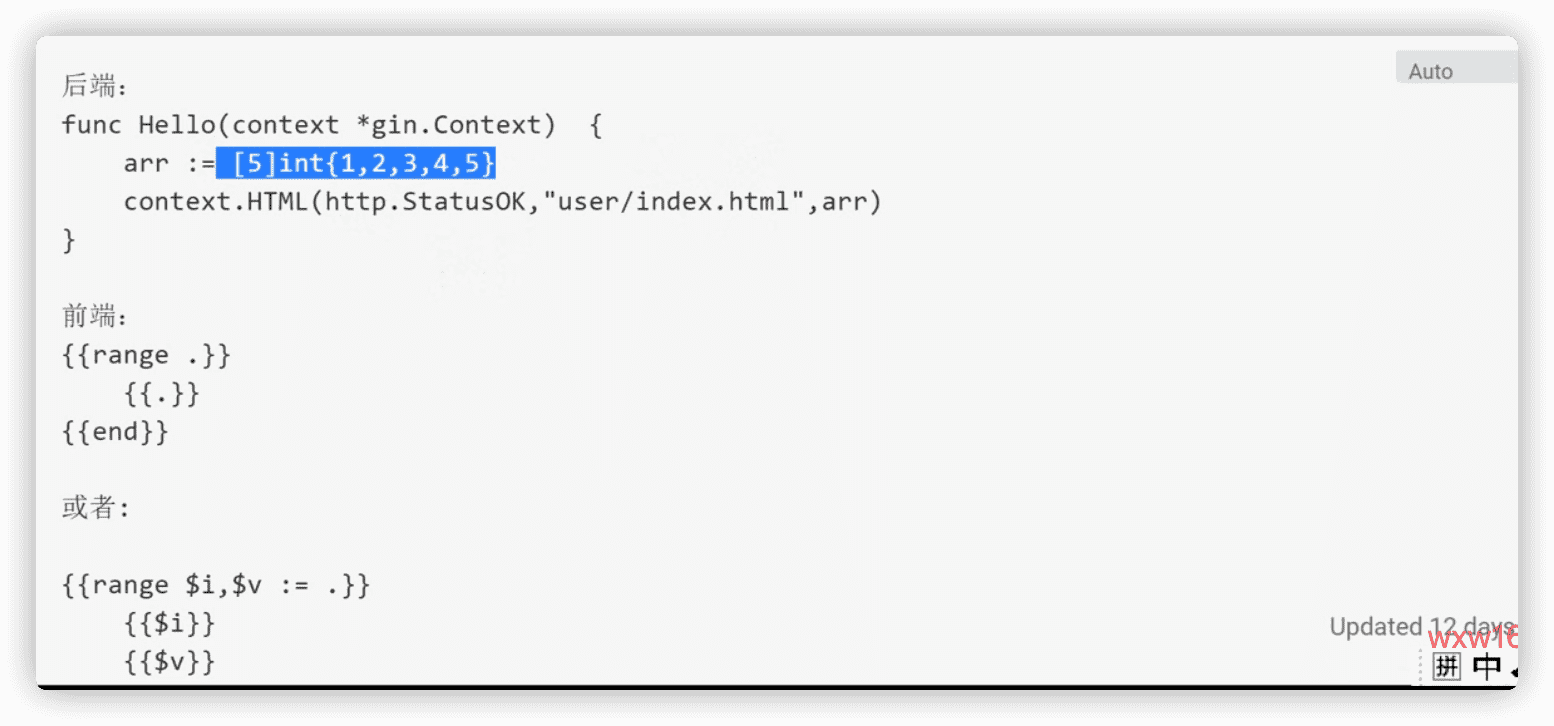 Auto
后端：
func Hello(context *gin.Context)  {
    arr := [5]int{1,2,3,4,5}
    context.HTML(http.StatusOK,"user/index.html",arr)
}
前端：
{{range .}}
    {{.}}
{{end}}
或者：
{{range $i,$v := .}}
    {{$i}}
    {{$v}}
Updated 12 days
wxw16
拼 中